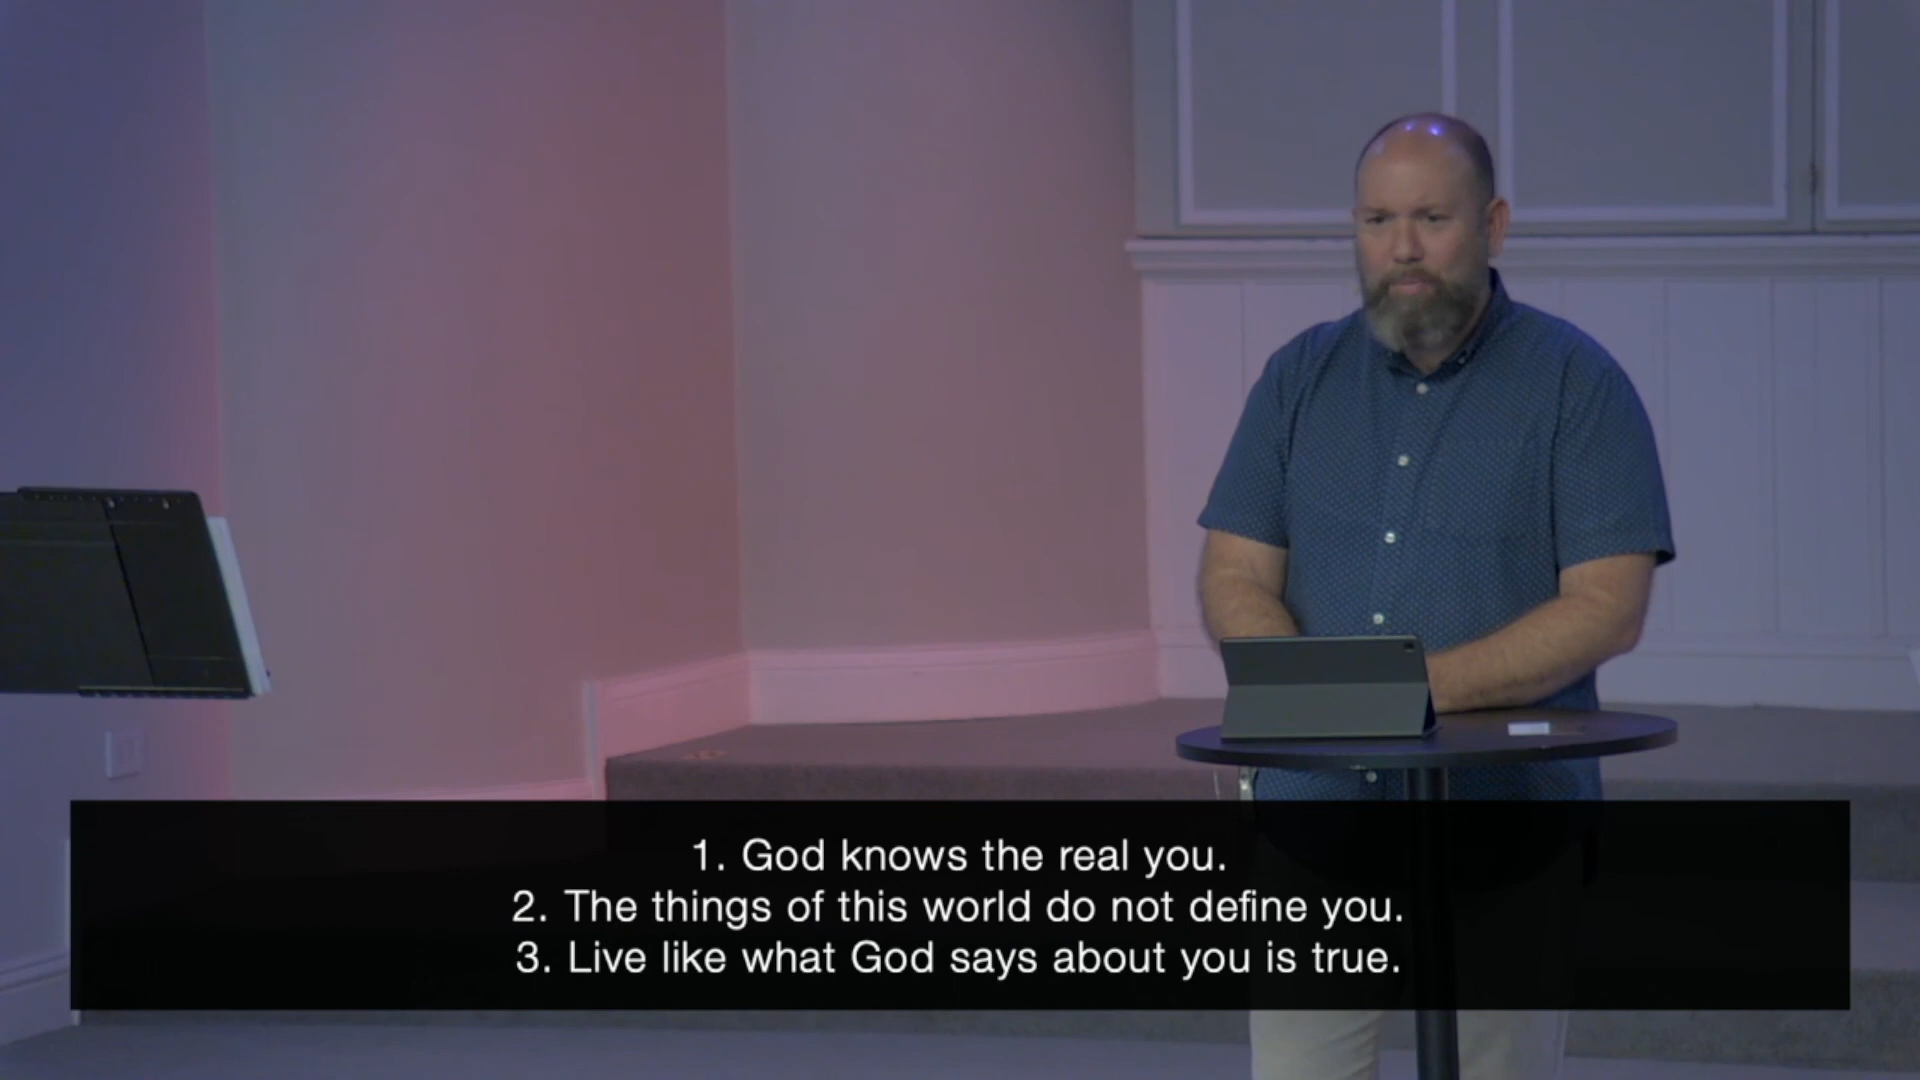 1. God knows the real you.
2. The things of this world do not define you.
3. Live like what God says about you is true.